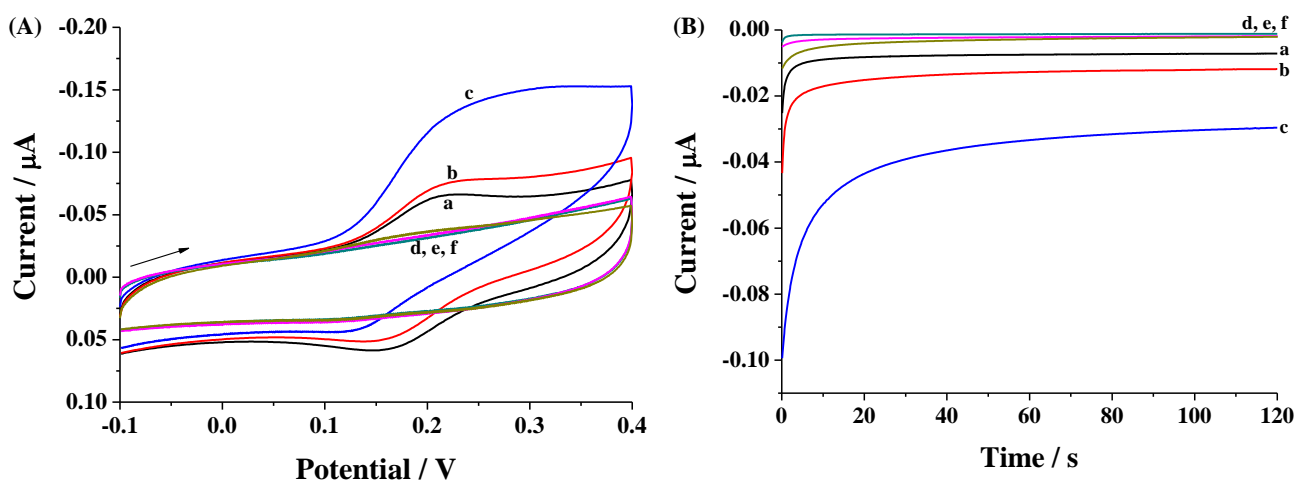 (A)
-0.20
-0.15
-0.10
-0.05
0.00
0.05
0.10
Current / µA
c
b
a
d, e, f
-0.1
0.0
0.1
0.2
0.3
0.4
Potential / V
(B)
0.00
-0.02
-0.04
-0.06
-0.08
-0.10
Current / µA
d, e, f
a
b
c
0
20
40
60
80
100
120
Time / s